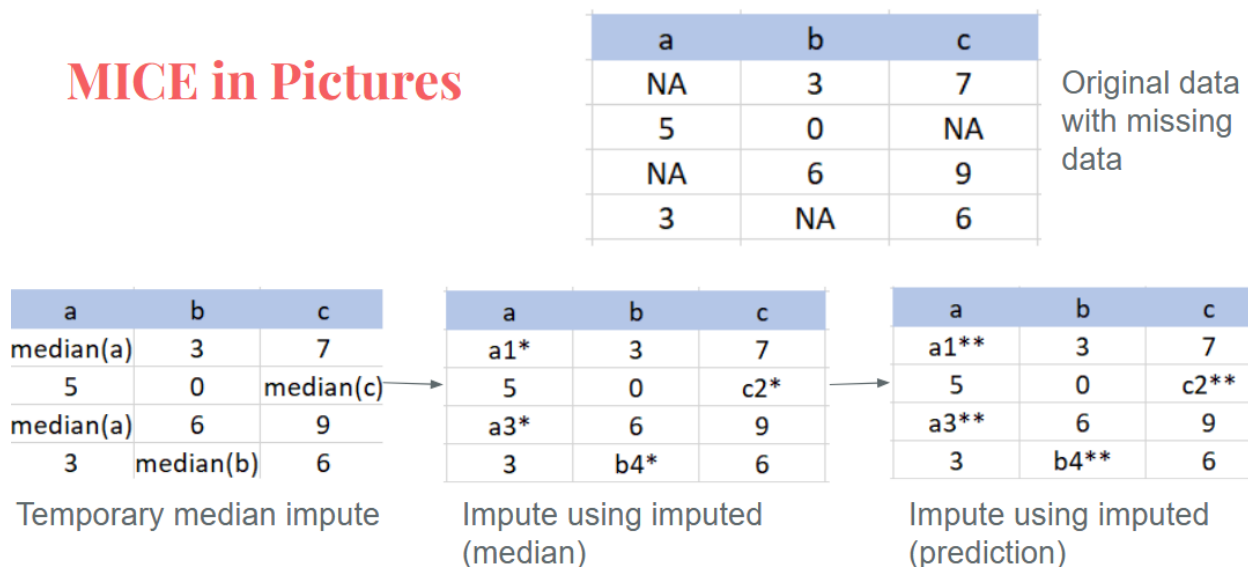 MICE in Pictures
a b c
NA 3 7
5 0 NA
NA 6 9
3 NA 6
Original data
with missing
data
a b c
median(a) 3 7
5 0 median(c)
median(a) 6 9
3 median(b) 6
Temporary median impute
a b c
a1* 3 7
5 0 c2*
a3* 6 9
3 b4* 6
Impute using imputed
(median)
a b c
a1** 3 7
5 0 c2**
a3** 6 9
3 b4** 6
Impute using imputed
(prediction)